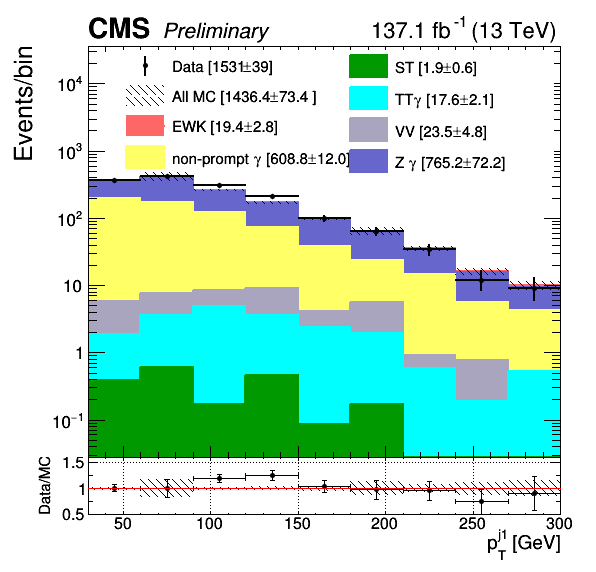 CMS Preliminary 137.1 fb⁻¹ (13 TeV)
Events/bin
Data [1531±39]
All MC [1436.4±73.4 ]
EWK [19.4±2.8]
non-prompt γ [608.8±12.0]
ST [1.9±0.6]
TTγ [17.6±2.1]
VV [23.5±4.8]
Z γ [765.2±72.2]
10⁴
10³
10²
10
1
10⁻¹
Data/MC
1.5
1
0.5
50 100 150 200 250 300
p_T^j1 [GeV]